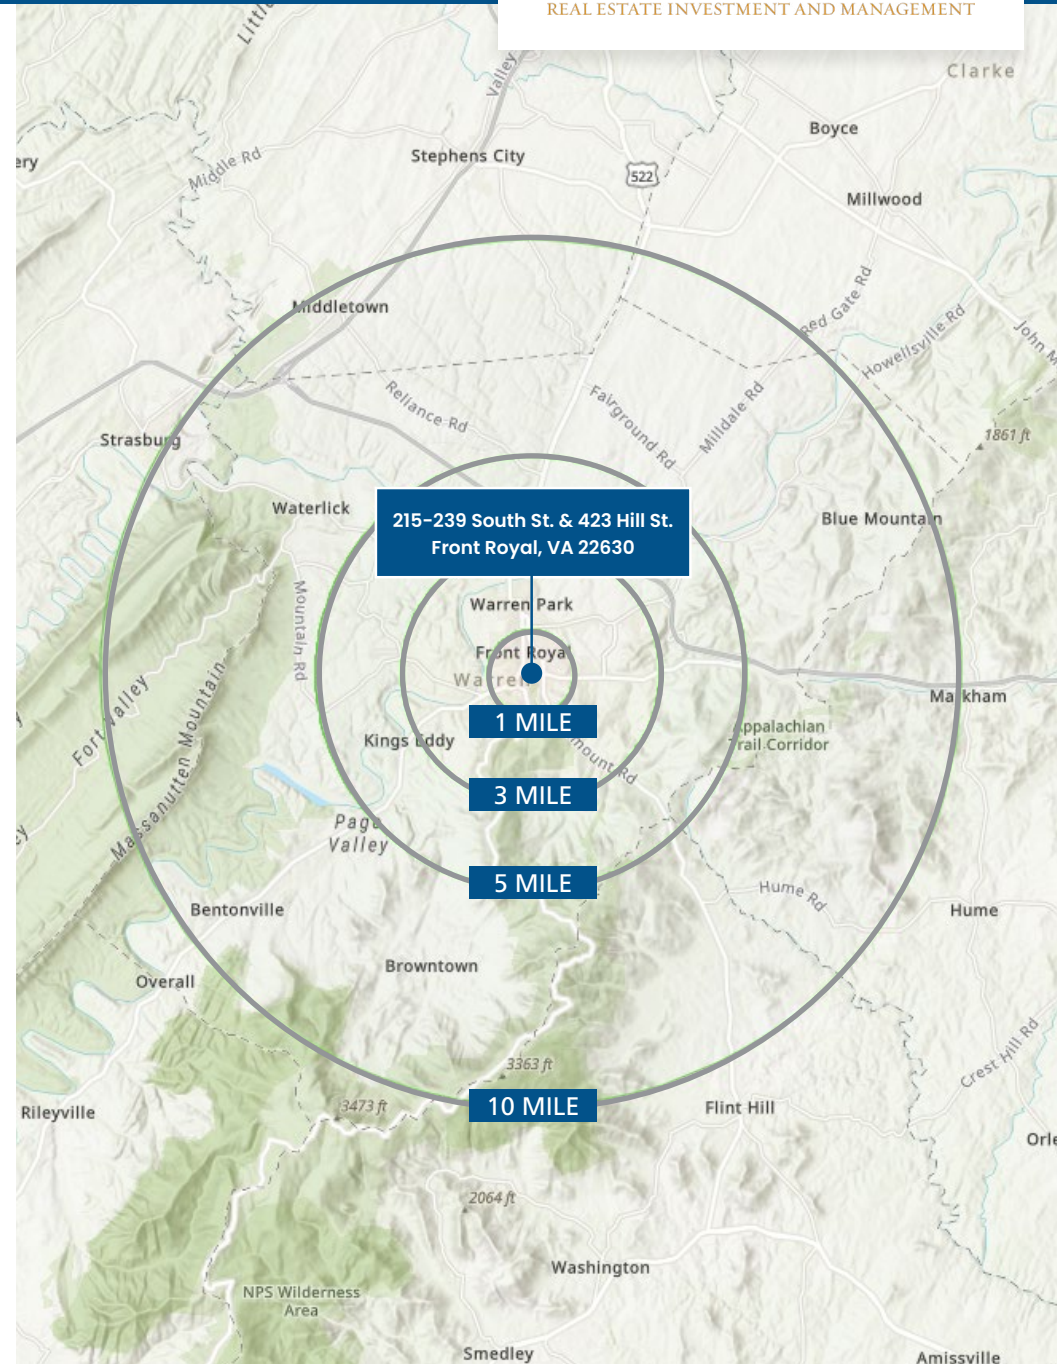 REAL ESTATE INVESTMENT AND MANAGEMENT
Clarke
Valley
Boyce
Stephens City
Middle Rd
522
Millwood
Middletown
Red Gate Rd
Howellsville Rd
Reliance Rd
Fairground Rd
Milldale Rd
Strasburg
1861 ft
Waterlick
Blue Mountain
215-239 South St. & 423 Hill St.
Front Royal, VA 22630
Warren Park
Mountain Rd
Front Royal
Warren
Markham
Fort Valley
1 MILE
Appalachian
Trail Corridor
Kings Eddy
Massanutten Mountain
3 MILE
Page
Valley
5 MILE
Hume Rd
Bentonville
Hume
Browntown
Overall
Crest Hill Rd
3363 ft
3473 ft
10 MILE
Rileyville
Flint Hill
2064 ft
Washington
NPS Wilderness
Area
Smedley
Amissville